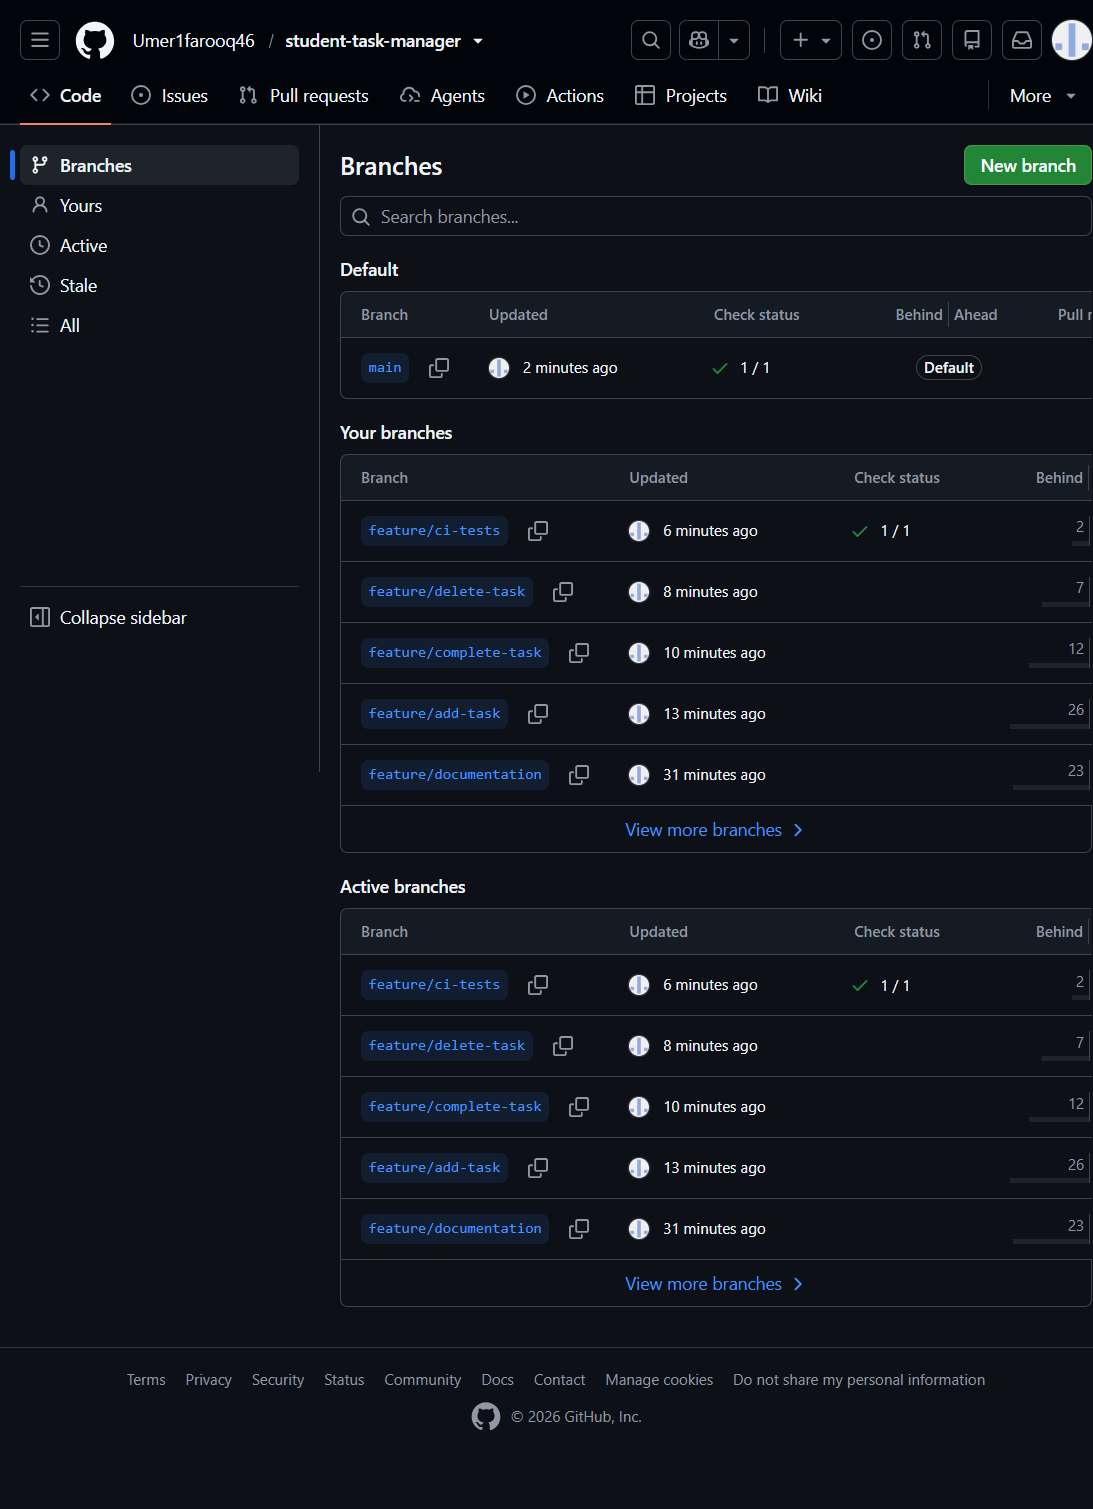 Umer1farooq46 / student-task-manager
Code Issues Pull requests Agents Actions Projects Wiki More
Branches
Yours
Active
Stale
All
Collapse sidebar
Branches
New branch
Search branches...
Default
Branch Updated Check status Behind Ahead Pull r
main 2 minutes ago 1 / 1 Default
Your branches
Branch Updated Check status Behind
feature/ci-tests 6 minutes ago 1 / 1 2
feature/delete-task 8 minutes ago 7
feature/complete-task 10 minutes ago 12
feature/add-task 13 minutes ago 26
feature/documentation 31 minutes ago 23
View more branches
Active branches
Branch Updated Check status Behind
feature/ci-tests 6 minutes ago 1 / 1 2
feature/delete-task 8 minutes ago 7
feature/complete-task 10 minutes ago 12
feature/add-task 13 minutes ago 26
feature/documentation 31 minutes ago 23
View more branches
Terms Privacy Security Status Community Docs Contact Manage cookies Do not share my personal information
© 2026 GitHub, Inc.